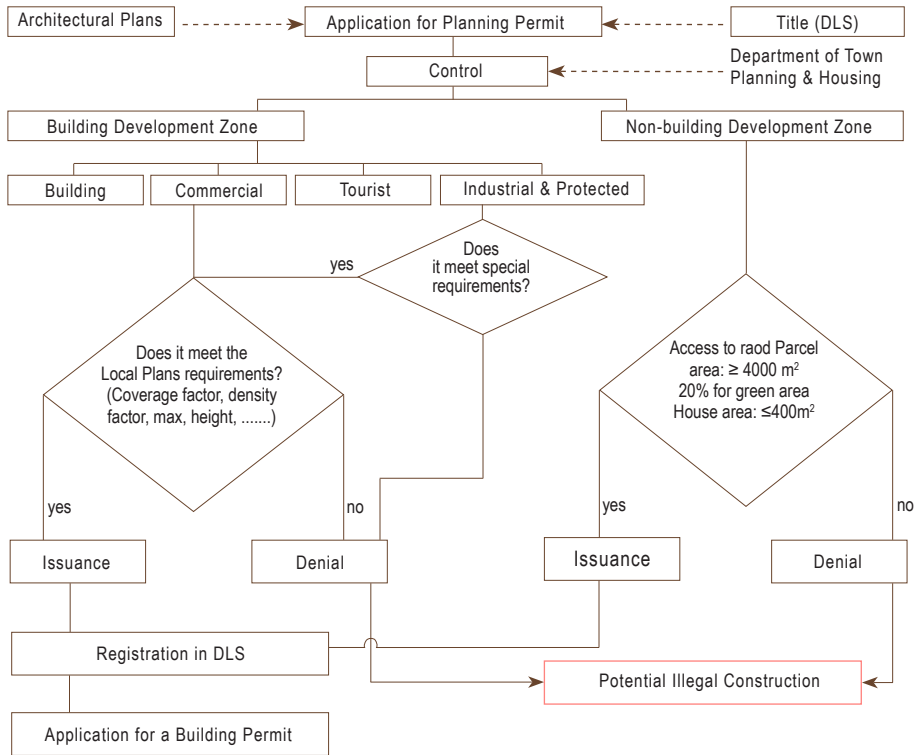 Architectural Plans
Application for Planning Permit
Title (DLS)
Control
Department of Town
Planning & Housing
Building Development Zone
Non-building Development Zone
Building
Commercial
Tourist
Industrial & Protected
Does
it meet special
requirements?
yes
Does it meet the
Local Plans requirements?
(Coverage factor, density
factor, max, height, .......)
Access to raod Parcel
area: ≥ 4000 m²
20% for green area
House area: ≤400m²
yes
no
yes
no
Issuance
Denial
Issuance
Denial
Registration in DLS
Potential Illegal Construction
Application for a Building Permit